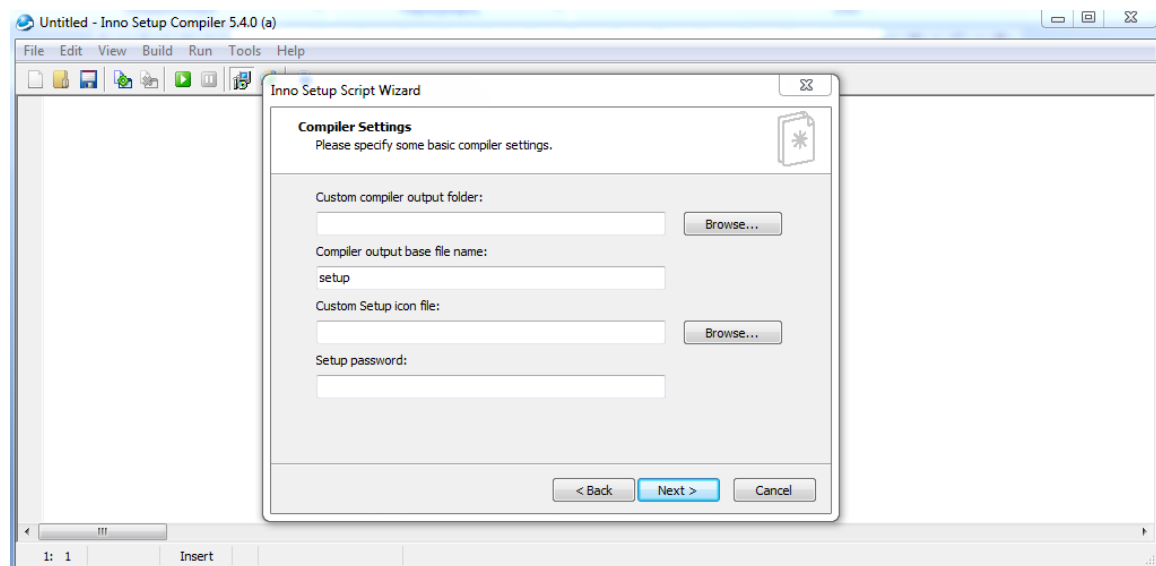 Untitled - Inno Setup Compiler 5.4.0 (a)
File Edit View Build Run Tools Help
Inno Setup Script Wizard
Compiler Settings
Please specify some basic compiler settings.
Custom compiler output folder:
Browse...
Compiler output base file name:
setup
Custom Setup icon file:
Browse...
Setup password:
< Back Next > Cancel
1: 1 Insert